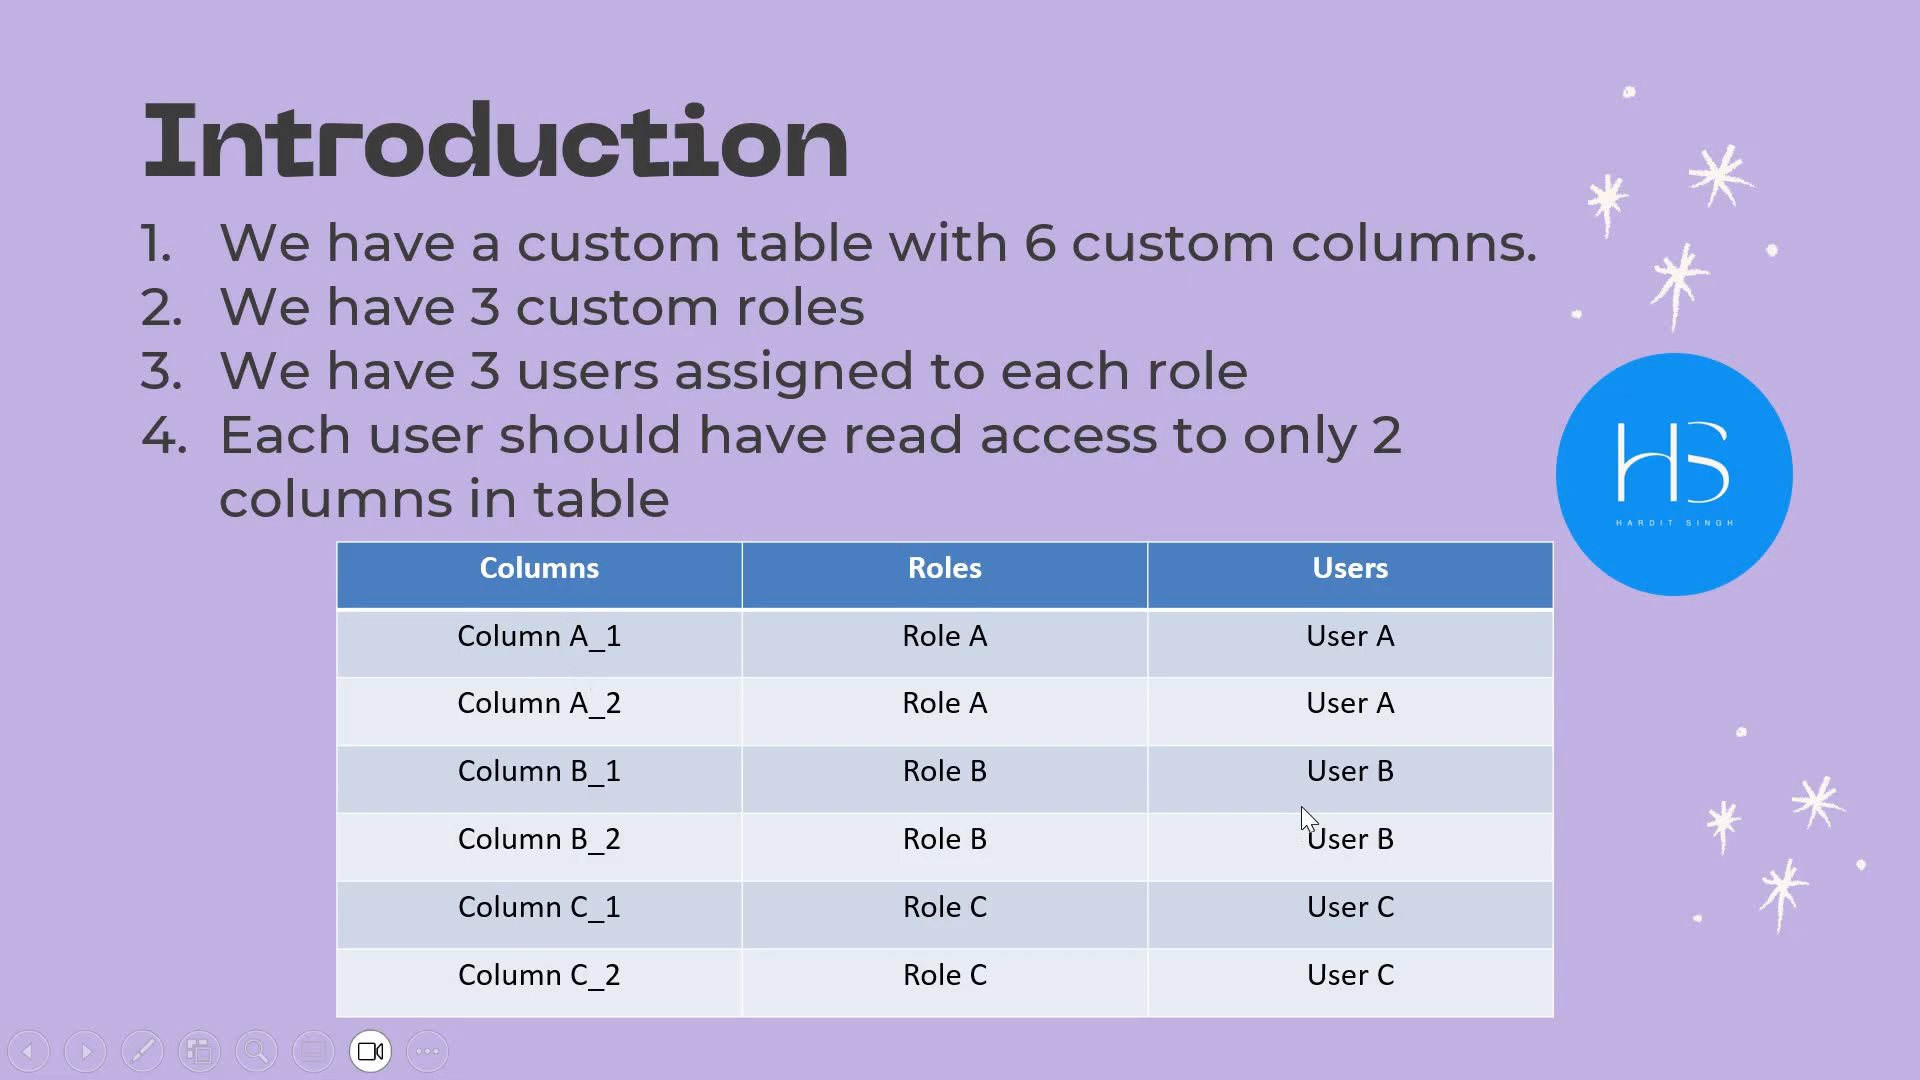 Introduction
1. We have a custom table with 6 custom columns.
2. We have 3 custom roles
3. We have 3 users assigned to each role
4. Each user should have read access to only 2
columns in table
HS
HARDIT SINGH
Columns Roles Users
Column A_1 Role A User A
Column A_2 Role A User A
Column B_1 Role B User B
Column B_2 Role B User B
Column C_1 Role C User C
Column C_2 Role C User C